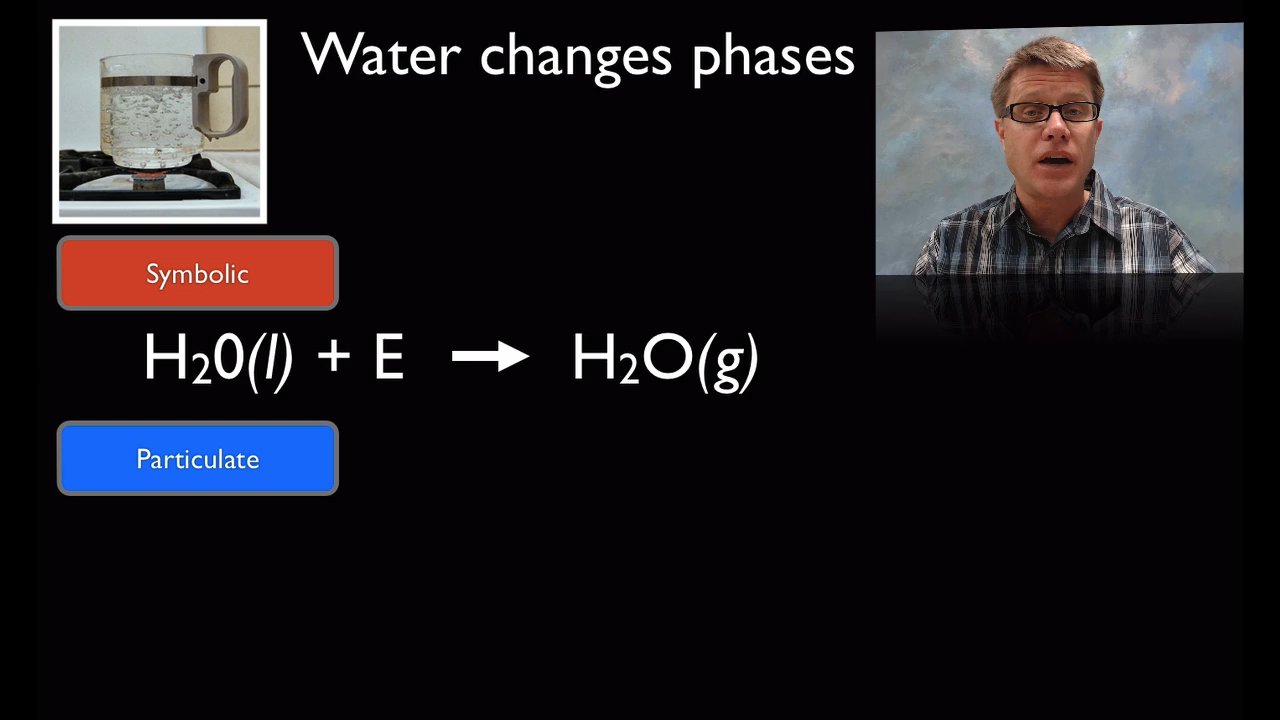 Water changes phases
Symbolic
H₂0(l) + E → H₂O(g)
Particulate